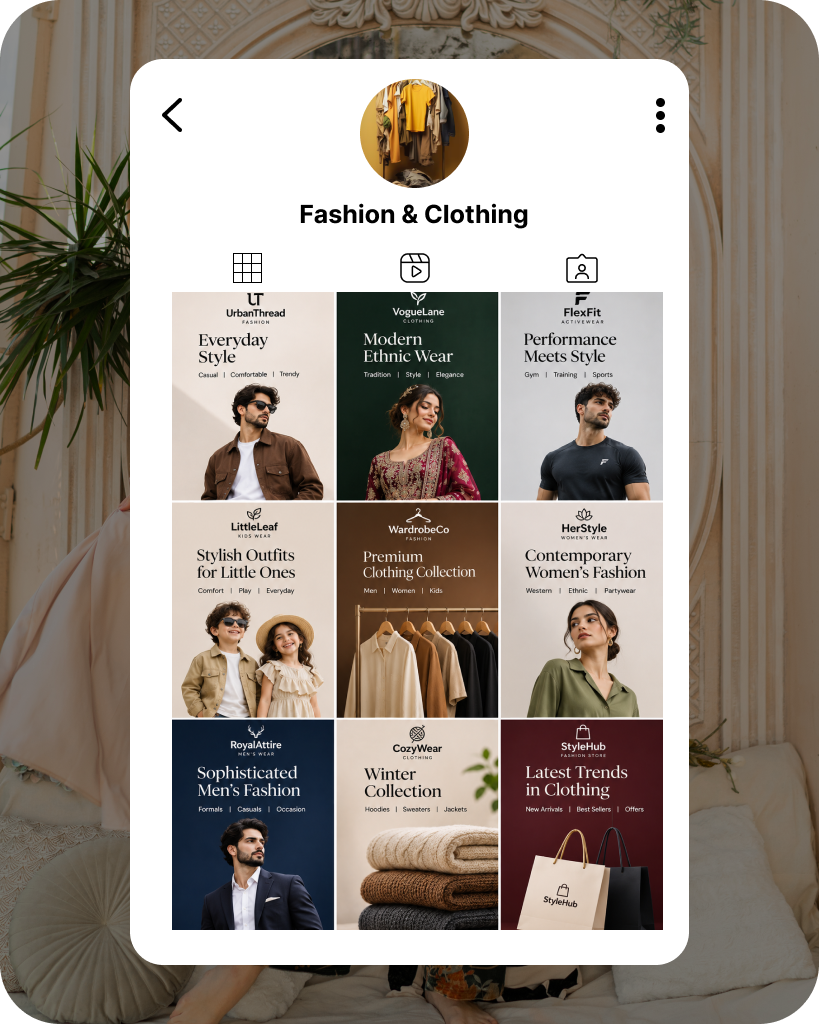 Fashion & Clothing
UT
UrbanThread
FASHION
Everyday
Style
Casual | Comfortable | Trendy
VogueLane
CLOTHING
Modern
Ethnic Wear
Tradition | Style | Elegance
F
FlexFit
ACTIVEWEAR
Performance
Meets Style
Gym | Training | Sports
F
LittleLeaf
KIDS WEAR
Stylish Outfits
for Little Ones
Comfort | Play | Everyday
WardrobeCo
FASHION
Premium
Clothing Collection
Men | Women | Kids
HerStyle
WOMEN'S WEAR
Contemporary
Women's Fashion
Western | Ethnic | Partywear
RoyalAttire
MEN'S WEAR
Sophisticated
Men's Fashion
Formals | Casuals | Occasion
CozyWear
CLOTHING
Winter
Collection
Hoodies | Sweaters | Jackets
StyleHub
FASHION STORE
Latest Trends
in Clothing
New Arrivals | Best Sellers | Offers
StyleHub